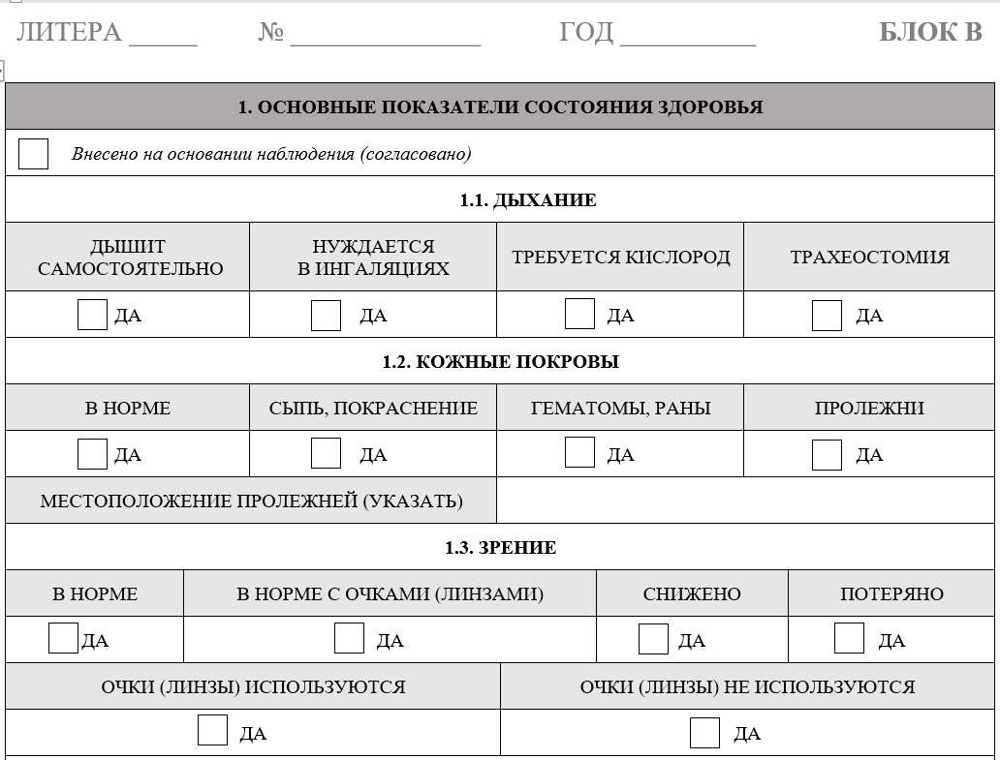 ЛИТЕРА _____ № ______________ ГОД __________ БЛОК В
1. ОСНОВНЫЕ ПОКАЗАТЕЛИ СОСТОЯНИЯ ЗДОРОВЬЯ
Внесено на основании наблюдения (согласовано)
1.1. ДЫХАНИЕ
ДЫШИТ
САМОСТОЯТЕЛЬНО
НУЖДАЕТСЯ
В ИНГАЛЯЦИЯХ
ТРЕБУЕТСЯ КИСЛОРОД
ТРАХЕОСТОМИЯ
ДА ДА ДА ДА
1.2. КОЖНЫЕ ПОКРОВЫ
В НОРМЕ СЫПЬ, ПОКРАСНЕНИЕ ГЕМАТОМЫ, РАНЫ ПРОЛЕЖНИ
ДА ДА ДА ДА
МЕСТОПОЛОЖЕНИЕ ПРОЛЕЖНЕЙ (УКАЗАТЬ)
1.3. ЗРЕНИЕ
В НОРМЕ В НОРМЕ С ОЧКАМИ (ЛИНЗАМИ) СНИЖЕНО ПОТЕРЯНО
ДА ДА ДА ДА
ОЧКИ (ЛИНЗЫ) ИСПОЛЬЗУЮТСЯ ОЧКИ (ЛИНЗЫ) НЕ ИСПОЛЬЗУЮТСЯ
ДА ДА